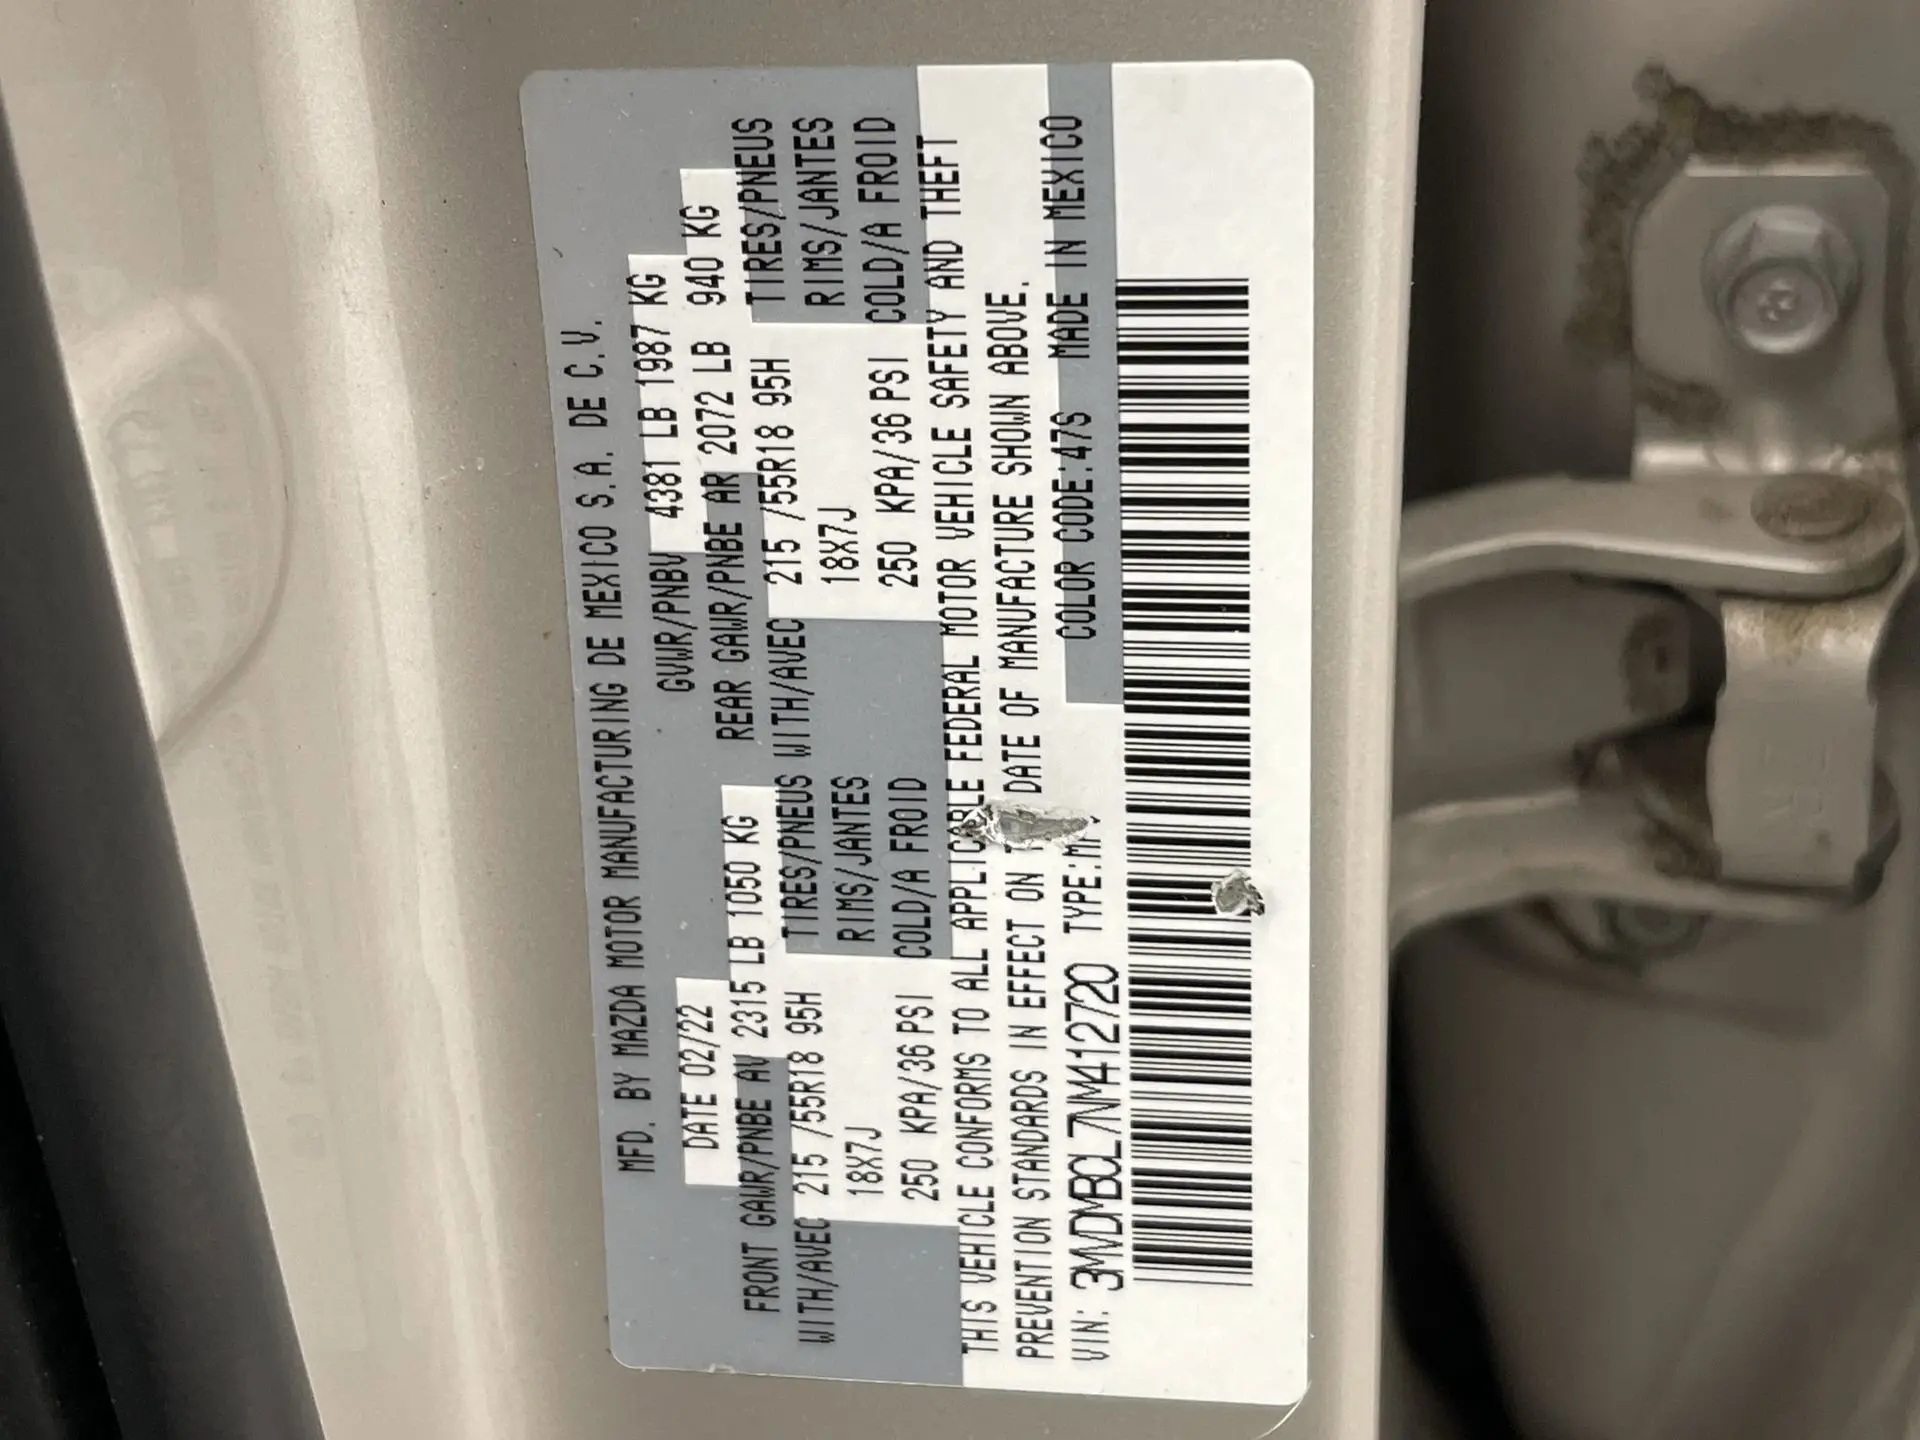 MFD. BY MAZDA MOTOR MANUFACTURING DE MEXICO S.A. DE C.V.
DATE 02/22 GVWR/PNBV 4381 LB 1987 KG
FRONT GAWR/PNBE AV 2315 LB 1050 KG REAR GAWR/PNBE AR 2072 LB 940 KG
WITH/AVEC 215 /55R18 95H TIRES/PNEUS WITH/AVEC 215 /55R18 95H TIRES/PNEUS
18X7J RIMS/JANTES 18X7J RIMS/JANTES
250 KPA/36 PSI COLD/A FROID 250 KPA/36 PSI COLD/A FROID
THIS VEHICLE CONFORMS TO ALL APPLICABLE FEDERAL MOTOR VEHICLE SAFETY AND THEFT
PREVENTION STANDARDS IN EFFECT ON DATE OF MANUFACTURE SHOWN ABOVE.
VIN: 3MVDMBCL7NM412720 TYPE: COLOR CODE:47S MADE IN MEXICO